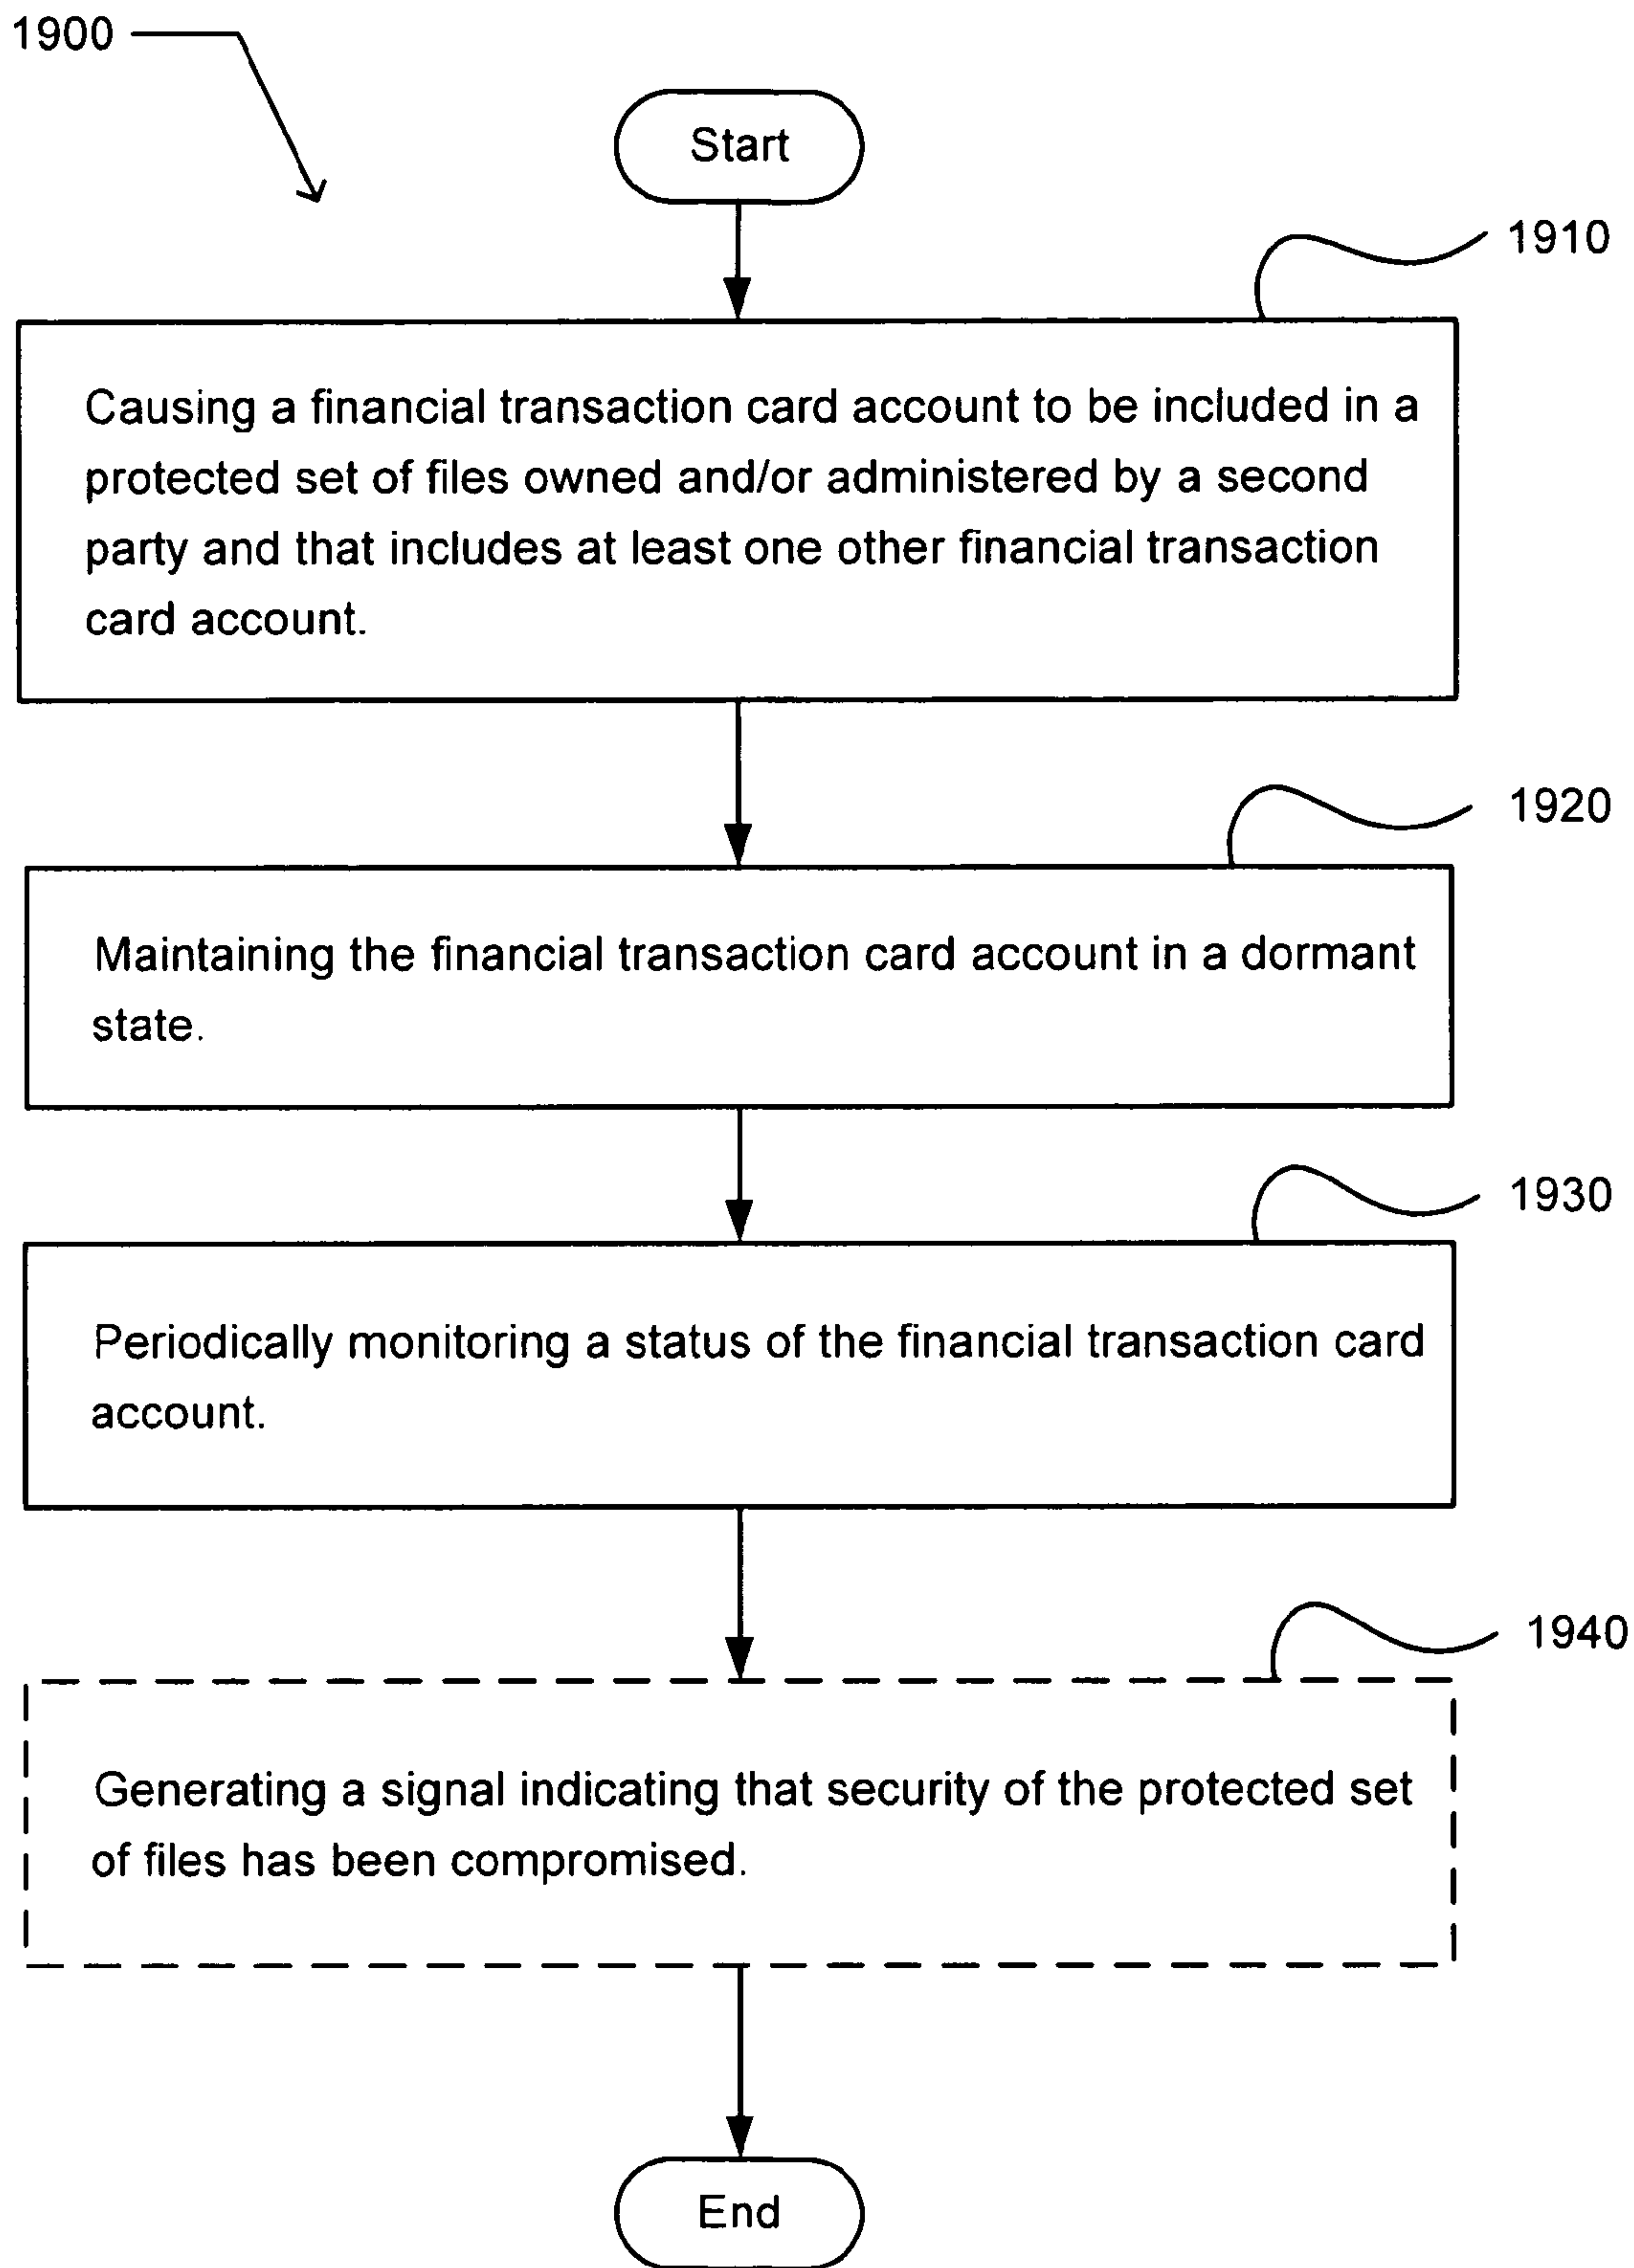 1900
Start
1910
Causing a financial transaction card account to be included in a
protected set of files owned and/or administered by a second
party and that includes at least one other financial transaction
card account.
1920
Maintaining the financial transaction card account in a dormant
state.
1930
Periodically monitoring a status of the financial transaction card
account.
1940
Generating a signal indicating that security of the protected set
of files has been compromised.
End